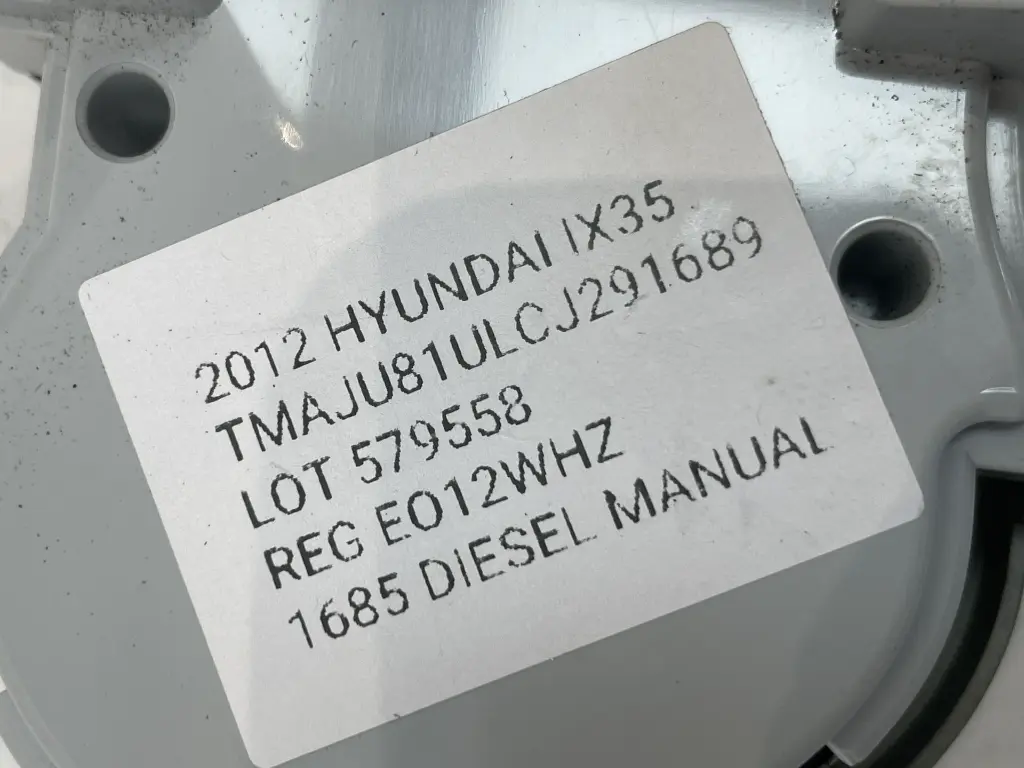 2012 HYUNDAI IX35
TMAJU81ULCJ291689
LOT 579558
REG EO12WHZ
1685 DIESEL MANUAL